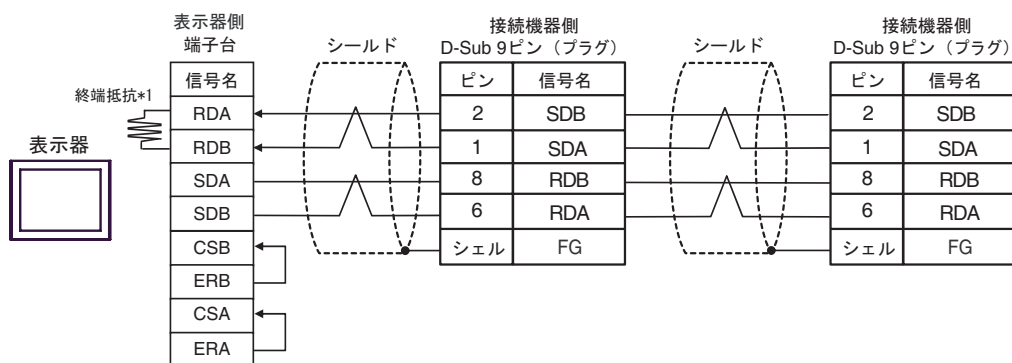 表示器側
端子台
シールド
接続機器側
D-Sub 9ピン（プラグ）
シールド
接続機器側
D-Sub 9ピン（プラグ）
終端抵抗*1
表示器
信号名
RDA
RDB
SDA
SDB
CSB
ERB
CSA
ERA
ピン 信号名
2 SDB
1 SDA
8 RDB
6 RDA
シェル FG
ピン 信号名
2 SDB
1 SDA
8 RDB
6 RDA
シェル FG